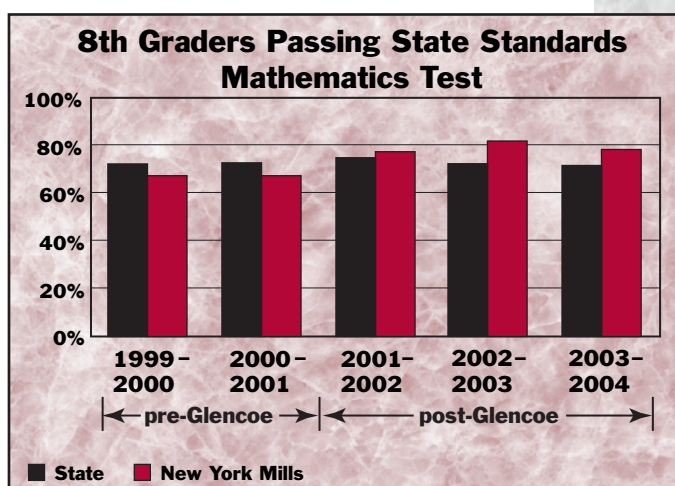 8th Graders Passing State Standards
Mathematics Test
100%
80%
60%
40%
20%
0%
1999–
2000
2000–
2001
2001–
2002
2002–
2003
2003–
2004
pre-Glencoe
post-Glencoe
State
New York Mills